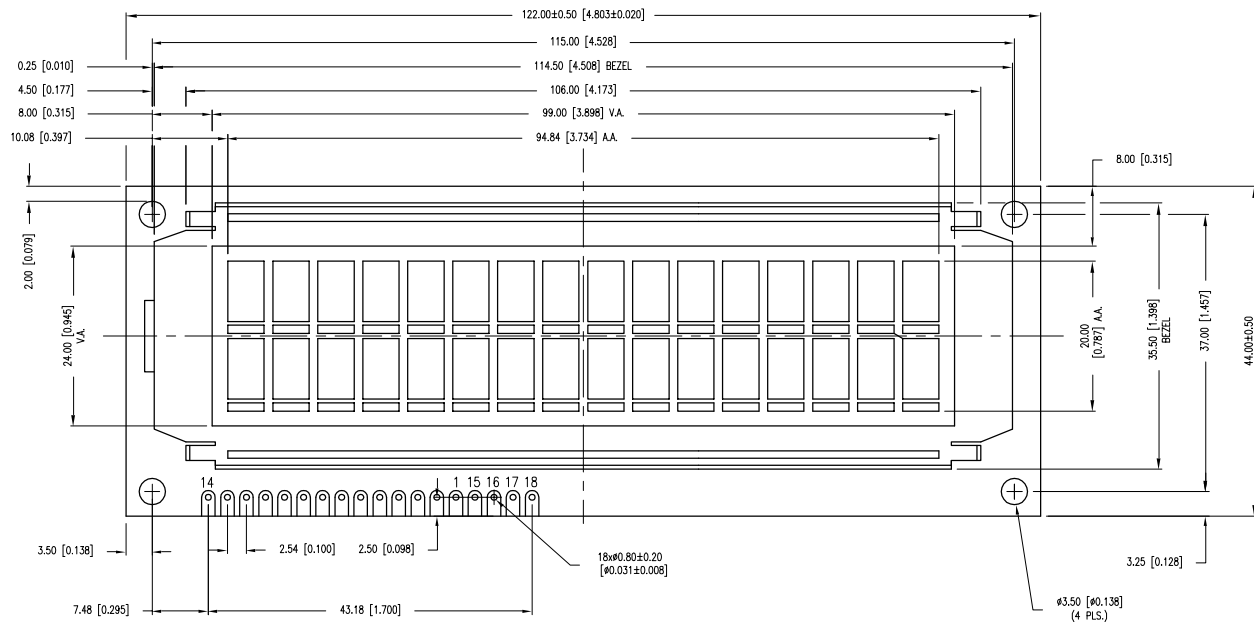 122.00±0.50 [4.803±0.020]
115.00 [4.528]
0.25 [0.010]
114.50 [4.508] BEZEL
4.50 [0.177]
106.00 [4.173]
8.00 [0.315]
99.00 [3.898] V.A.
10.08 [0.397]
94.84 [3.734] A.A.
8.00 [0.315]
2.00 [0.079]
24.00 [0.945]
V.A.
20.00
[0.787] A.A.
35.50 [1.398]
BEZEL
37.00 [1.457]
44.00±0.50
14
1 15 16 17 18
3.50 [0.138]
2.54 [0.100]
2.50 [0.098]
18xø0.80±0.20
[ø0.031±0.008]
3.25 [0.128]
7.48 [0.295]
43.18 [1.700]
ø3.50 [ø0.138]
(4 PLS.)